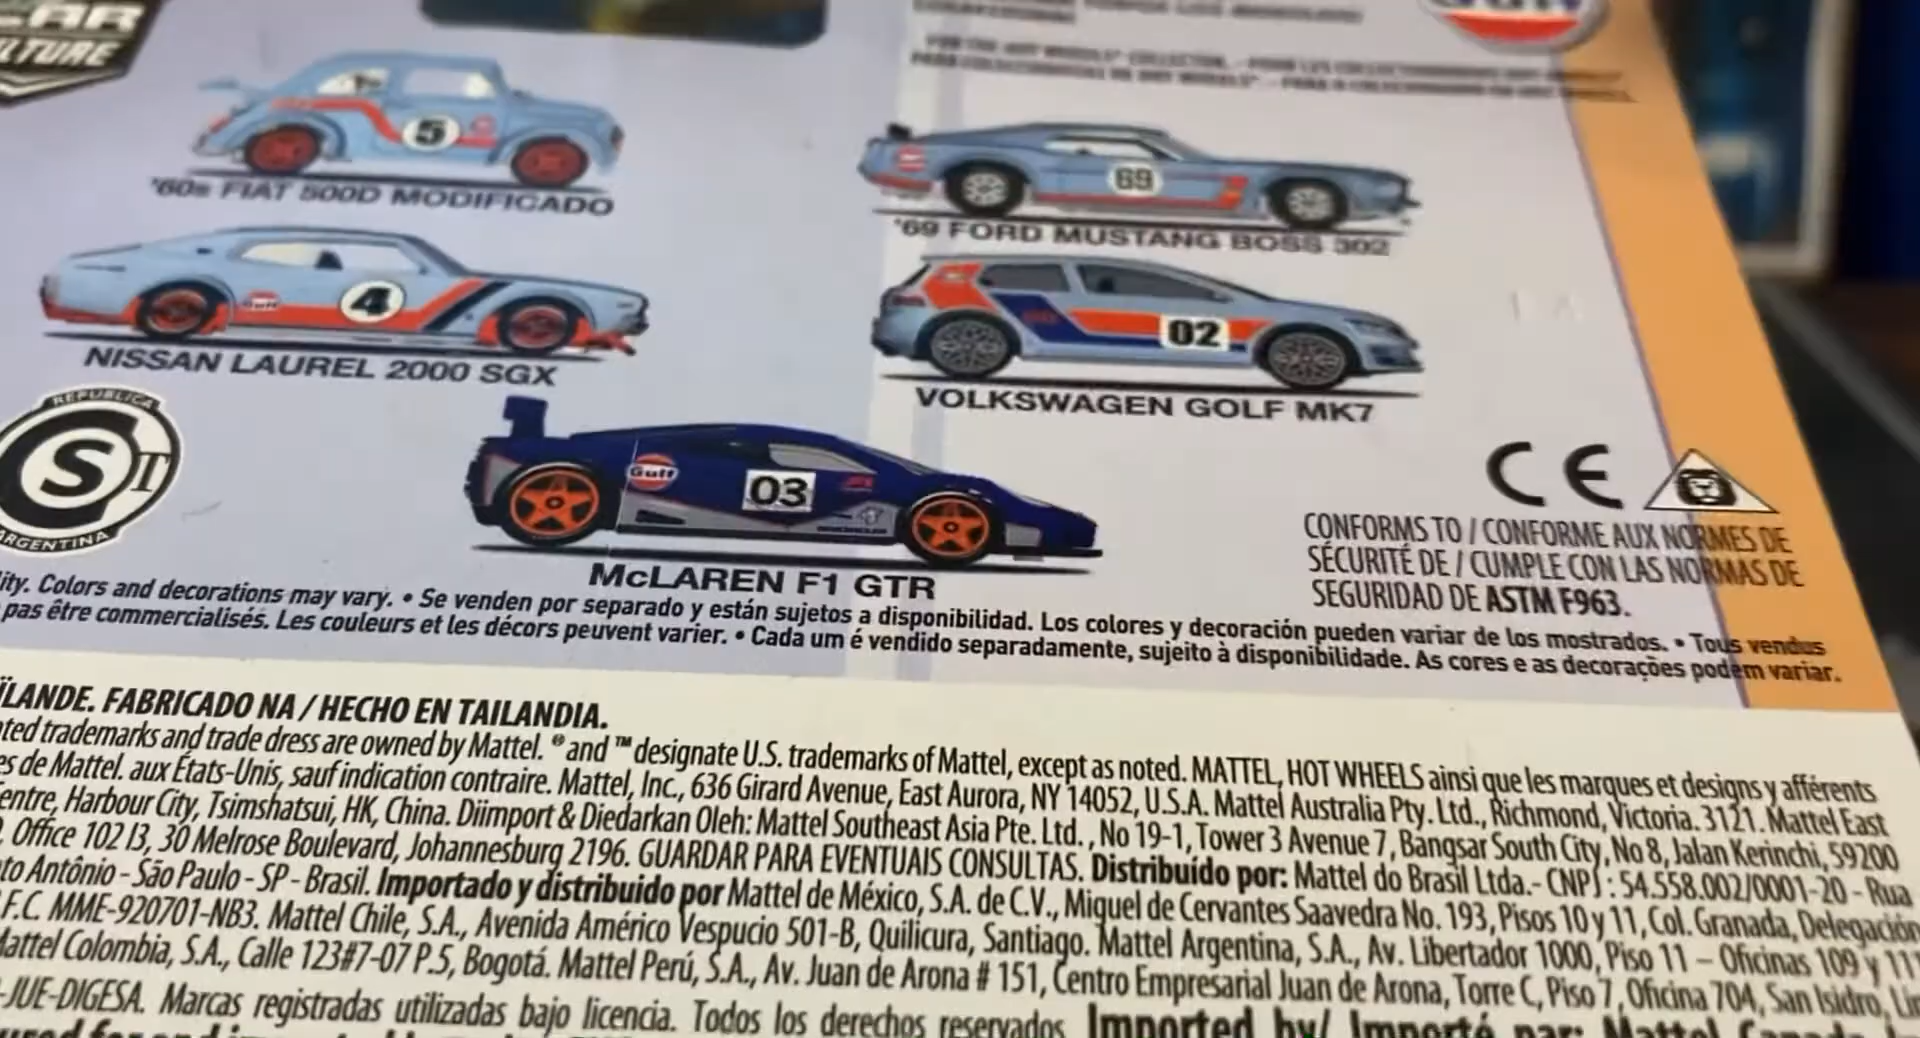 CAR
CULTURE
FOR THE HOT WHEELS® COLLECTOR.
5
'60s FIAT 500D MODIFICADO
69
'69 FORD MUSTANG BOSS 302
Gulf
4
NISSAN LAUREL 2000 SGX
02
VOLKSWAGEN GOLF MK7
Gulf
03
McLAREN F1 GTR
REPUBLICA
S T
ARGENTINA
CE
CONFORMS TO / CONFORME AUX NORMES DE
SÉCURITÉ DE / CUMPLE CON LAS NORMAS DE
SEGURIDAD DE ASTM F963.
ity. Colors and decorations may vary. • Se venden por separado y están sujetos a disponibilidad. Los colores y decoración pueden variar de los mostrados. • Tous vendus
pas être commercialisés. Les couleurs et les décors peuvent varier. • Cada um é vendido separadamente, sujeito à disponibilidade. As cores e as decorações podem variar.
ÏLANDE. FABRICADO NA / HECHO EN TAILANDIA.
ted trademarks and trade dress are owned by Mattel. ® and ™ designate U.S. trademarks of Mattel, except as noted. MATTEL, HOT WHEELS ainsi que les marques et designs y afférents
es de Mattel. aux États-Unis, sauf indication contraire. Mattel, Inc., 636 Girard Avenue, East Aurora, NY 14052, U.S.A. Mattel Australia Pty. Ltd., Richmond, Victoria. 3121. Mattel East
entre, Harbour City, Tsimshatsui, HK, China. Diimport & Diedarkan Oleh: Mattel Southeast Asia Pte. Ltd., No 19-1, Tower 3 Avenue 7, Bangsar South City, No 8, Jalan Kerinchi, 59200
. Office 102 I3, 30 Melrose Boulevard, Johannesburg 2196. GUARDAR PARA EVENTUAIS CONSULTAS. Distribuído por: Mattel do Brasil Ltda.- CNPJ : 54.558.002/0001-20 - Rua
to Antônio - São Paulo - SP - Brasil. Importado y distribuido por Mattel de México, S.A. de C.V., Miguel de Cervantes Saavedra No. 193, Pisos 10 y 11, Col. Granada, Delegación
.F.C. MME-920701-NB3. Mattel Chile, S.A., Avenida Américo Vespucio 501-B, Quilicura, Santiago. Mattel Argentina, S.A., Av. Libertador 1000, Piso 11 – Oficinas 109 y 11
Mattel Colombia, S.A., Calle 123#7-07 P.5, Bogotá. Mattel Perú, S.A., Av. Juan de Arona # 151, Centro Empresarial Juan de Arona, Torre C, Piso 7, Oficina 704, San Isidro, Li
-JUE-DIGESA. Marcas registradas utilizadas bajo licencia. Todos los derechos reservados. Imported by/ Importé par: Mattel Canada